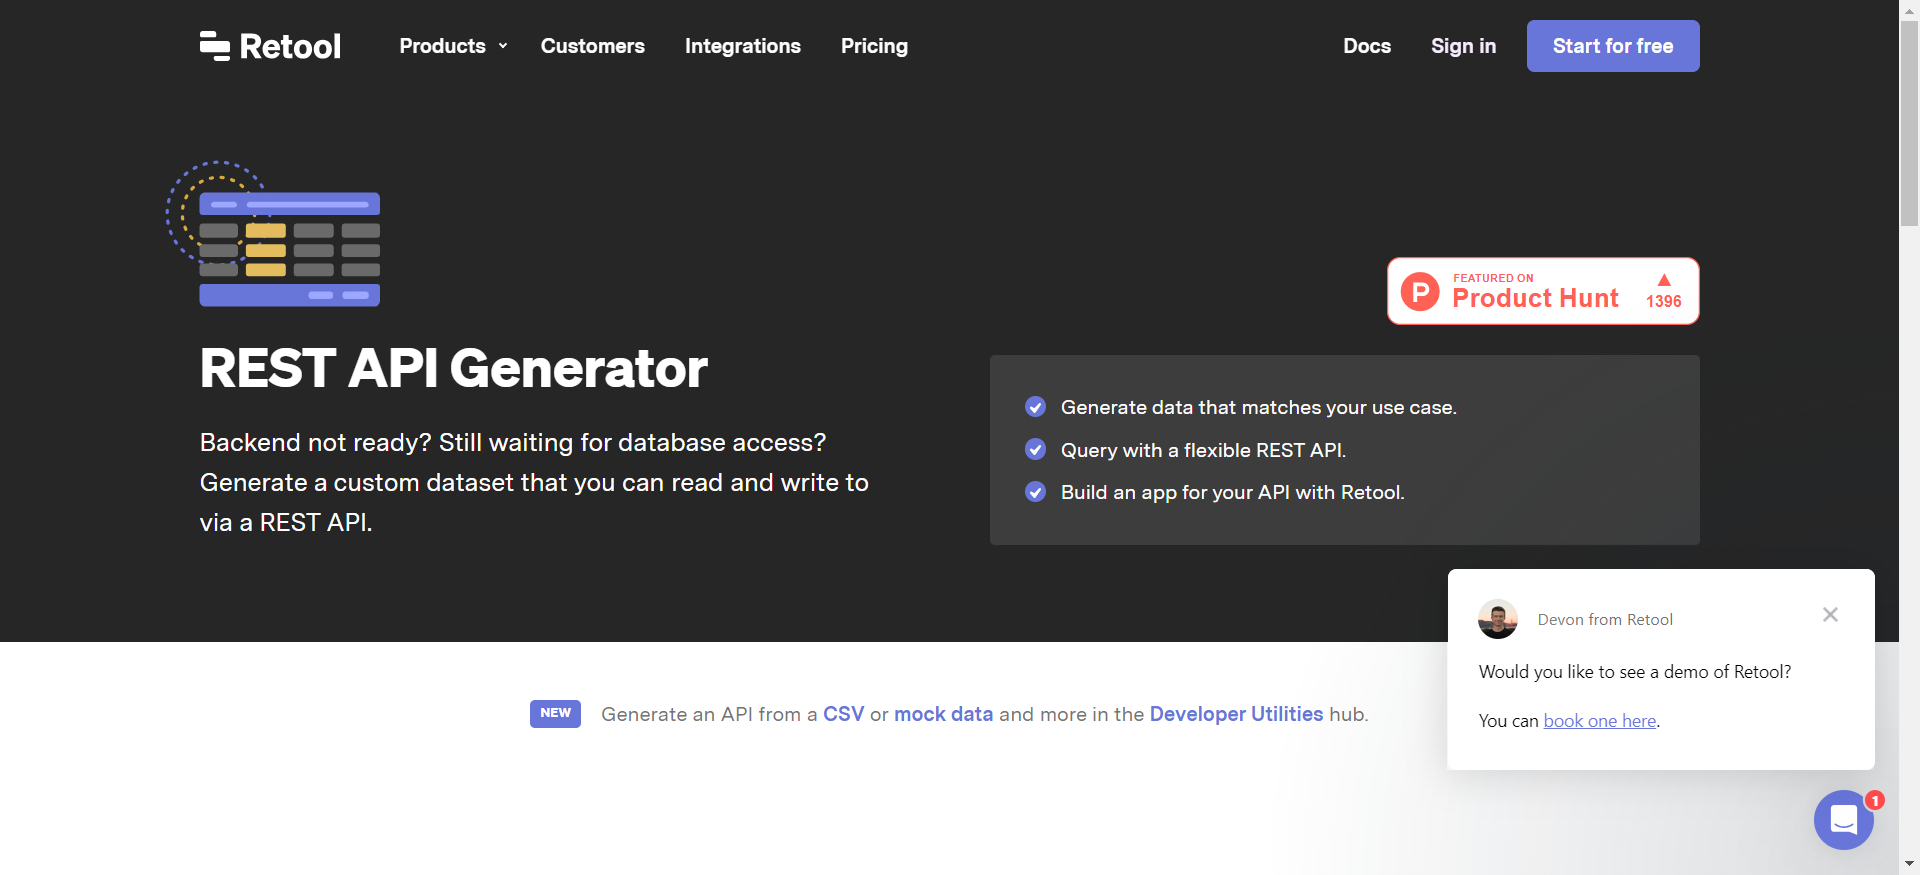 Retool
Products
Customers
Integrations
Pricing
Docs
Sign in
Start for free
P
FEATURED ON
Product Hunt
1396
REST API Generator
Backend not ready? Still waiting for database access?
Generate a custom dataset that you can read and write to
via a REST API.
Generate data that matches your use case.
Query with a flexible REST API.
Build an app for your API with Retool.
Devon from Retool
Would you like to see a demo of Retool?
You can book one here.
NEW Generate an API from a CSV or mock data and more in the Developer Utilities hub.
1